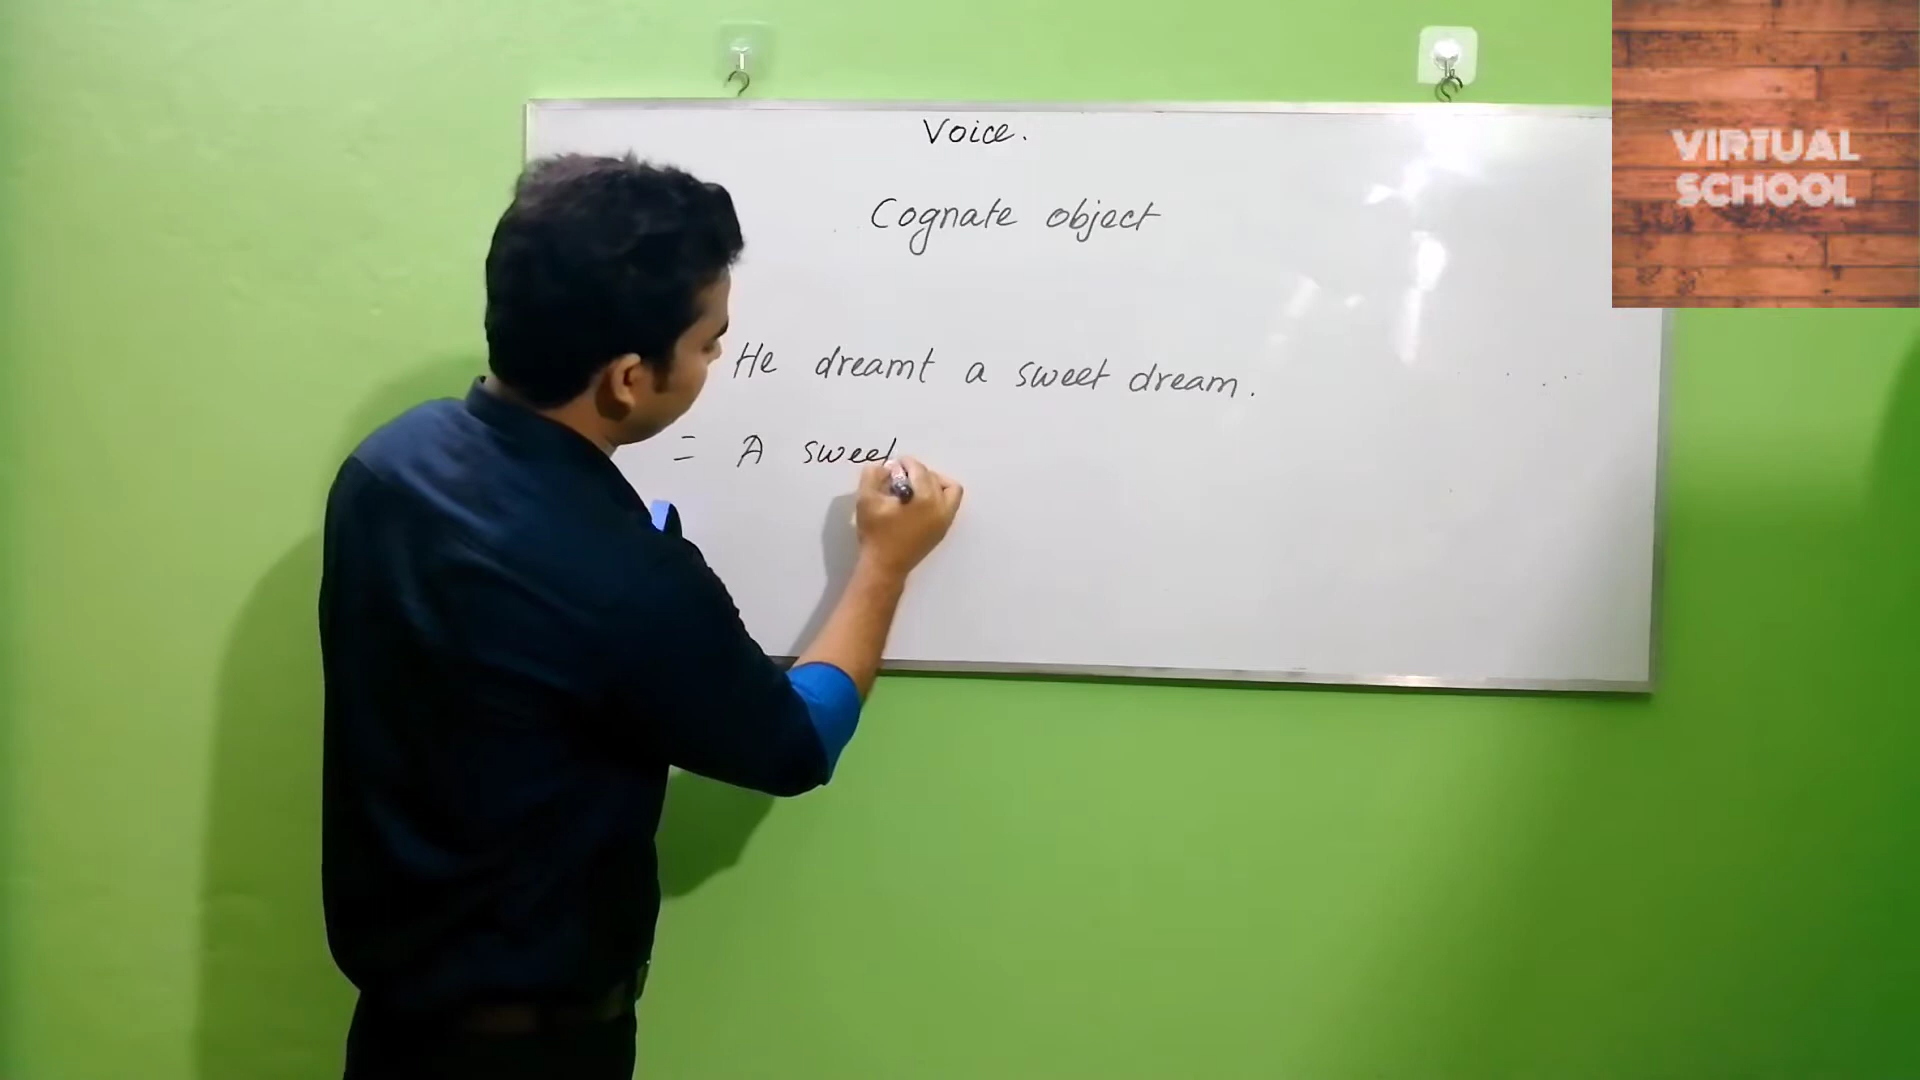 Voice.
Cognate object
He dreamt a sweet dream.
= A sweet
VIRTUAL
SCHOOL